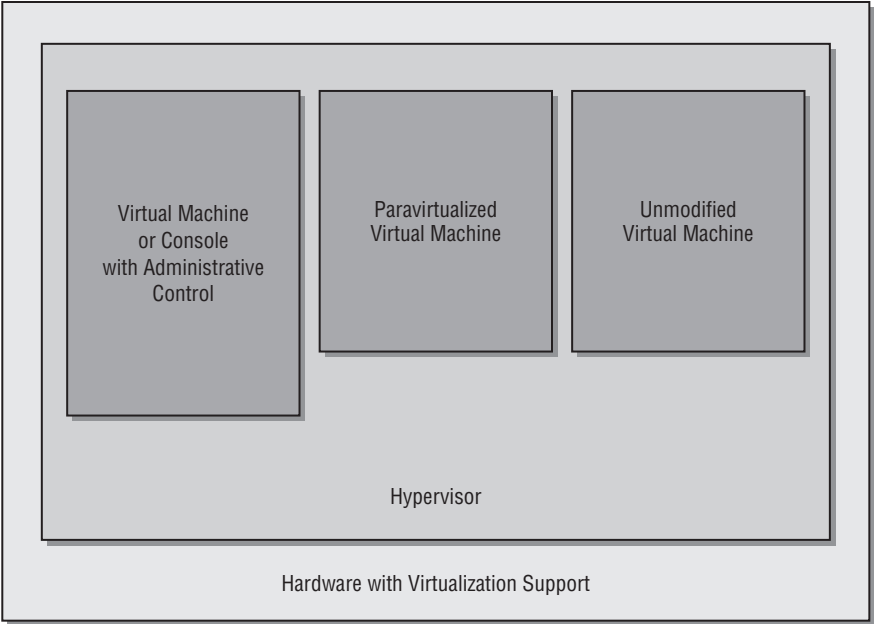 Virtual Machine
or Console
with Administrative
Control
Paravirtualized
Virtual Machine
Unmodified
Virtual Machine
Hypervisor
Hardware with Virtualization Support